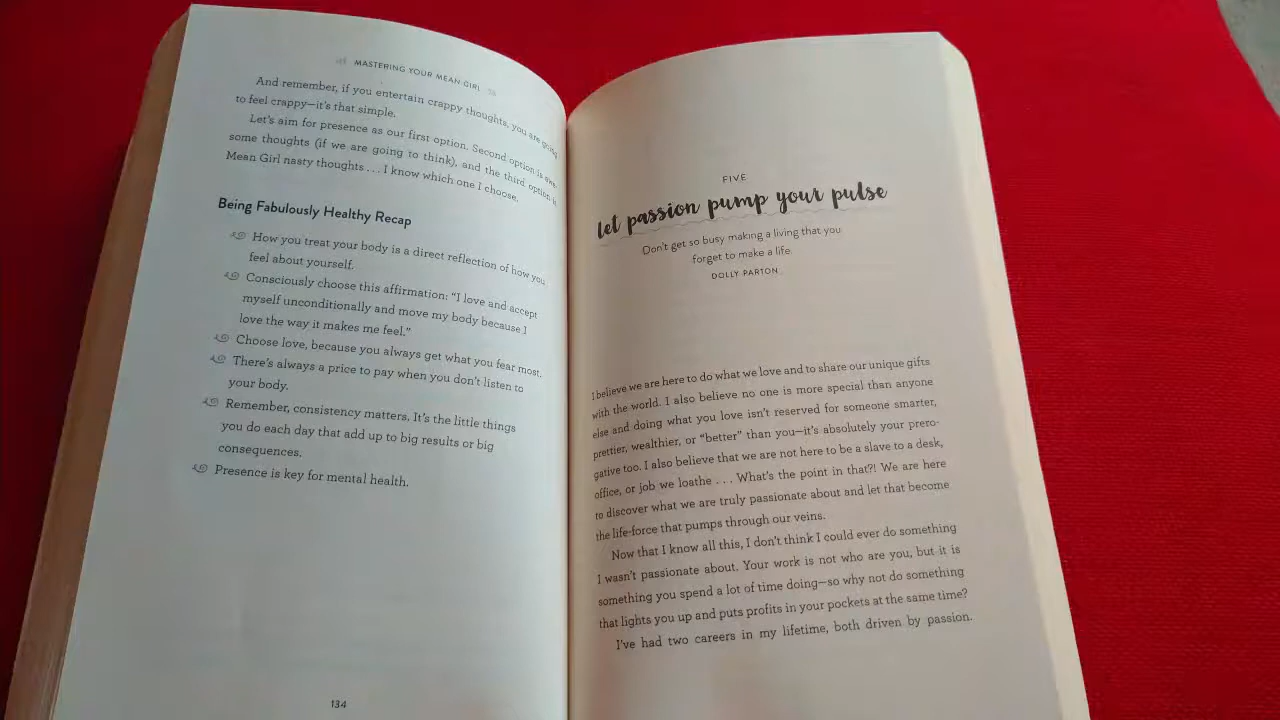 MASTERING YOUR MEAN GIRL
And remember, if you entertain crappy thoughts, you are going
to feel crappy—it's that simple.
Let's aim for presence as our first option. Second option is awe-
some thoughts (if we are going to think), and the third option is
Mean Girl nasty thoughts . . . I know which one I choose.
Being Fabulously Healthy Recap
How you treat your body is a direct reflection of how you
feel about yourself.
Consciously choose this affirmation: “I love and accept
myself unconditionally and move my body because I
love the way it makes me feel.”
Choose love, because you always get what you fear most.
There's always a price to pay when you don't listen to
your body.
Remember, consistency matters. It's the little things
you do each day that add up to big results or big
consequences.
Presence is key for mental health.
134
FIVE
let passion pump your pulse
Don't get so busy making a living that you
forget to make a life.
DOLLY PARTON
I believe we are here to do what we love and to share our unique gifts
with the world. I also believe no one is more special than anyone
else and doing what you love isn't reserved for someone smarter,
prettier, wealthier, or “better” than you—it's absolutely your prero-
gative too. I also believe that we are not here to be a slave to a desk,
office, or job we loathe . . . What's the point in that?! We are here
to discover what we are truly passionate about and let that become
the life-force that pumps through our veins.
Now that I know all this, I don't think I could ever do something
I wasn't passionate about. Your work is not who are you, but it is
something you spend a lot of time doing—so why not do something
that lights you up and puts profits in your pockets at the same time?
I've had two careers in my lifetime, both driven by passion.